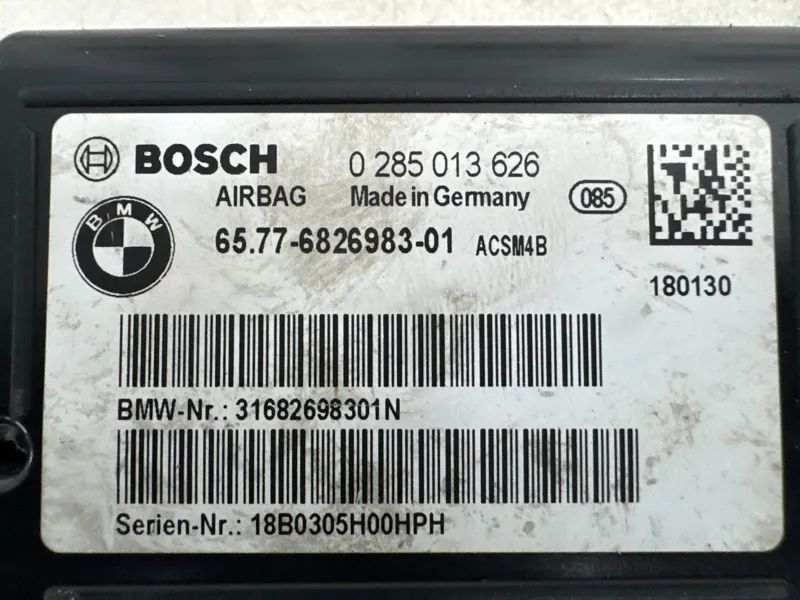 BOSCH 0 285 013 626
AIRBAG Made in Germany 085
BMW
65.77-6826983-01 ACSM4B
180130
BMW-Nr.: 31682698301N
Serien-Nr.: 18B0305H00HPH